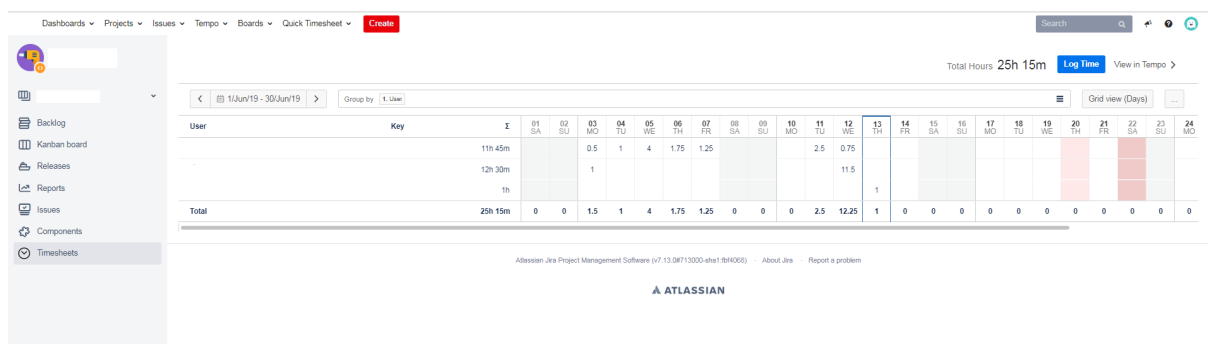 Dashboards Projects Issues Tempo Boards Quick Timesheet Create Search
Total Hours 25h 15m Log Time View in Tempo
1/Jun/19 - 30/Jun/19 Group by 1. User Grid view (Days) ...
Backlog
Kanban board
Releases
Reports
Issues
Components
Timesheets
User Key Σ 01 SA 02 SU 03 MO 04 TU 05 WE 06 TH 07 FR 08 SA 09 SU 10 MO 11 TU 12 WE 13 TH 14 FR 15 SA 16 SU 17 MO 18 TU 19 WE 20 TH 21 FR 22 SA 23 SU 24 MO
11h 45m 0.5 1 4 1.75 1.25 2.5 0.75
12h 30m 1 11.5
1h 1
Total 25h 15m 0 0 1.5 1 4 1.75 1.25 0 0 0 2.5 12.25 1 0 0 0 0 0 0 0 0 0 0 0
Atlassian Jira Project Management Software (v7.13.0#713000-sha1:fbf4068) · About Jira · Report a problem
ATLASSIAN